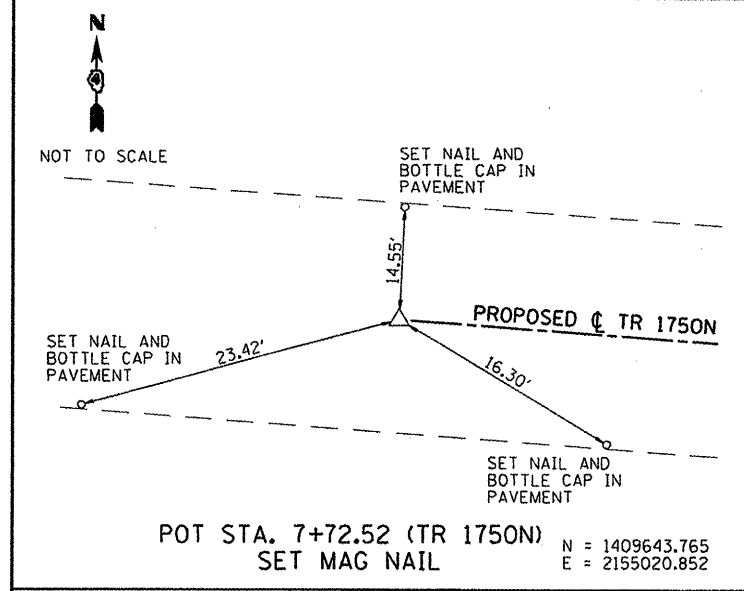 N
NOT TO SCALE
SET NAIL AND
BOTTLE CAP IN
PAVEMENT
14.55'
PROPOSED ℄ TR 1750N
SET NAIL AND
BOTTLE CAP IN
PAVEMENT
23.42'
16.30'
SET NAIL AND
BOTTLE CAP IN
PAVEMENT
POT STA. 7+72.52 (TR 1750N)
SET MAG NAIL
N = 1409643.765
E = 2155020.852